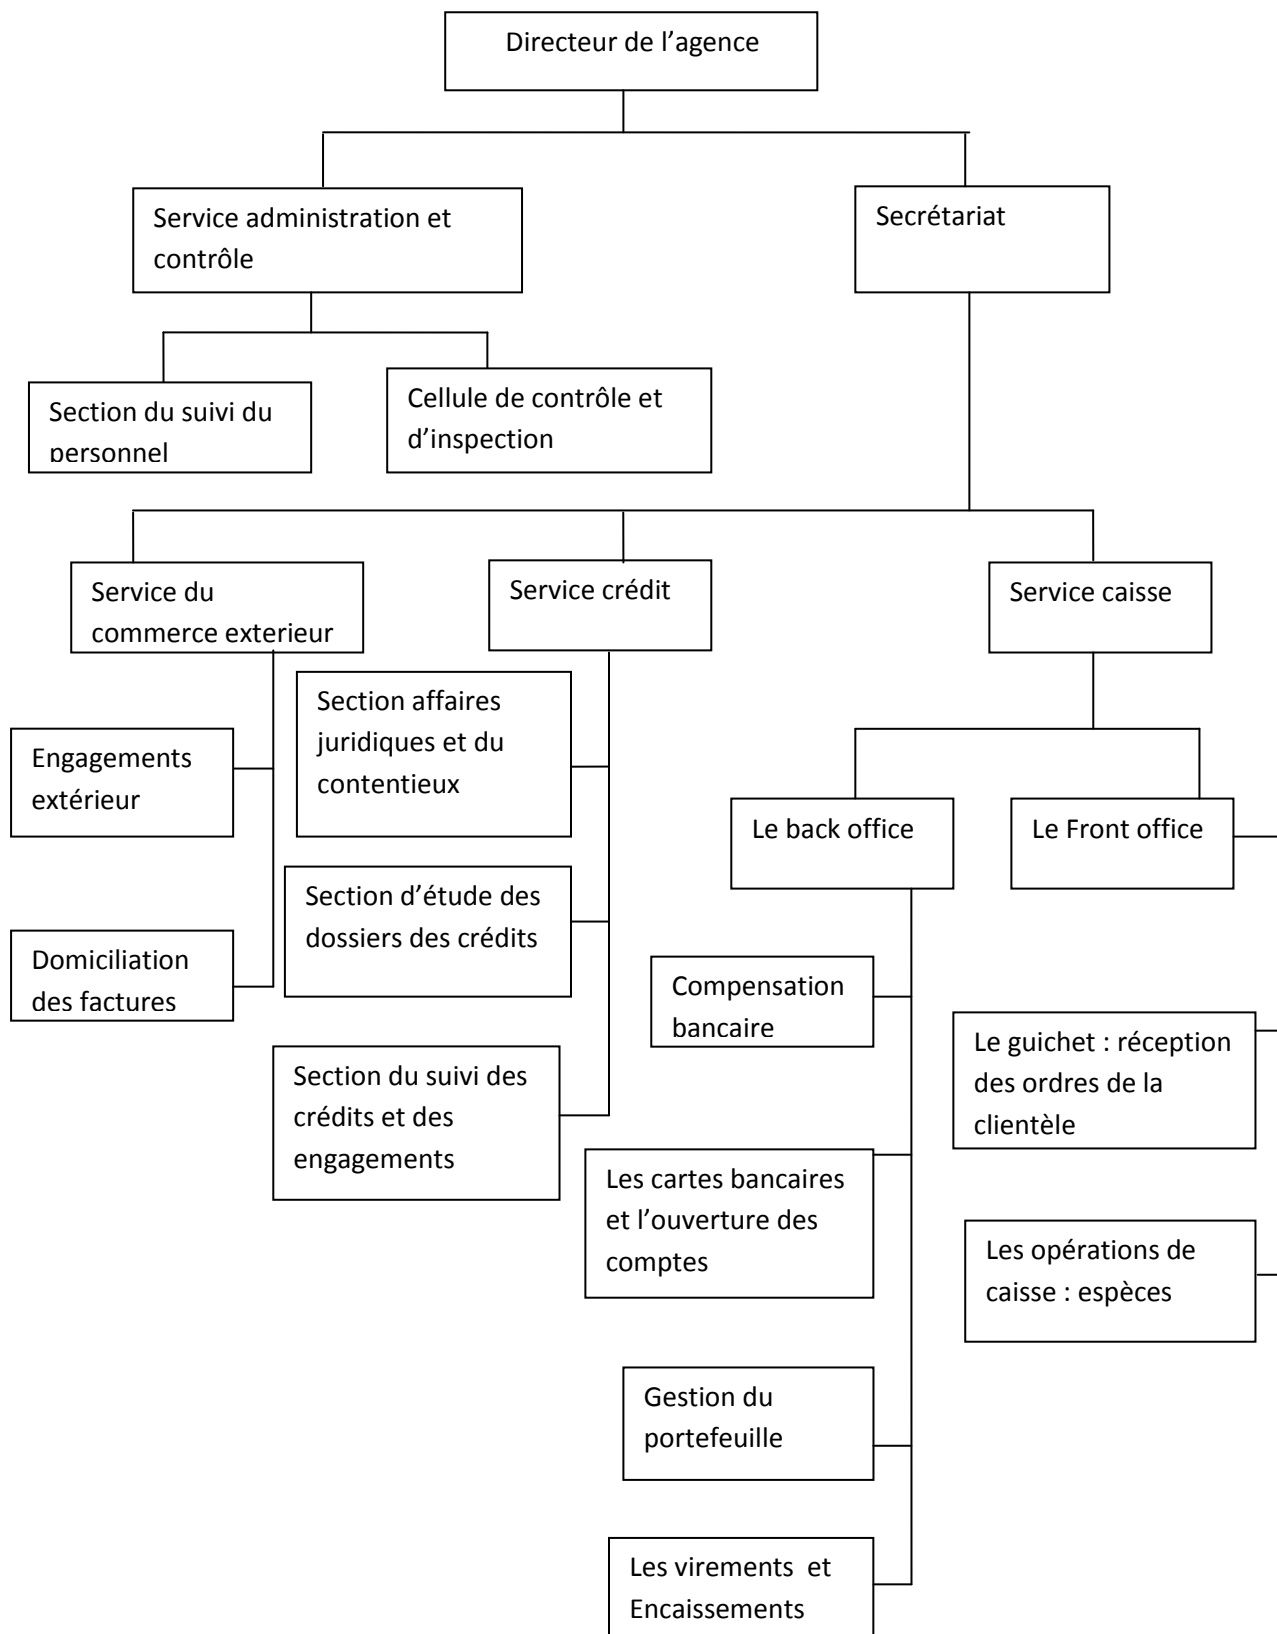 Directeur de l’agence
Service administration et
contrôle
Secrétariat
Section du suivi du
personnel
Cellule de contrôle et
d’inspection
Service du
commerce exterieur
Service crédit
Service caisse
Section affaires
juridiques et du
contentieux
Engagements
extérieur
Le back office
Le Front office
Section d’étude des
dossiers des crédits
Domiciliation
des factures
Compensation
bancaire
Le guichet : réception
des ordres de la
clientèle
Section du suivi des
crédits et des
engagements
Les cartes bancaires
et l’ouverture des
comptes
Les opérations de
caisse : espèces
Gestion du
portefeuille
Les virements  et
Encaissements